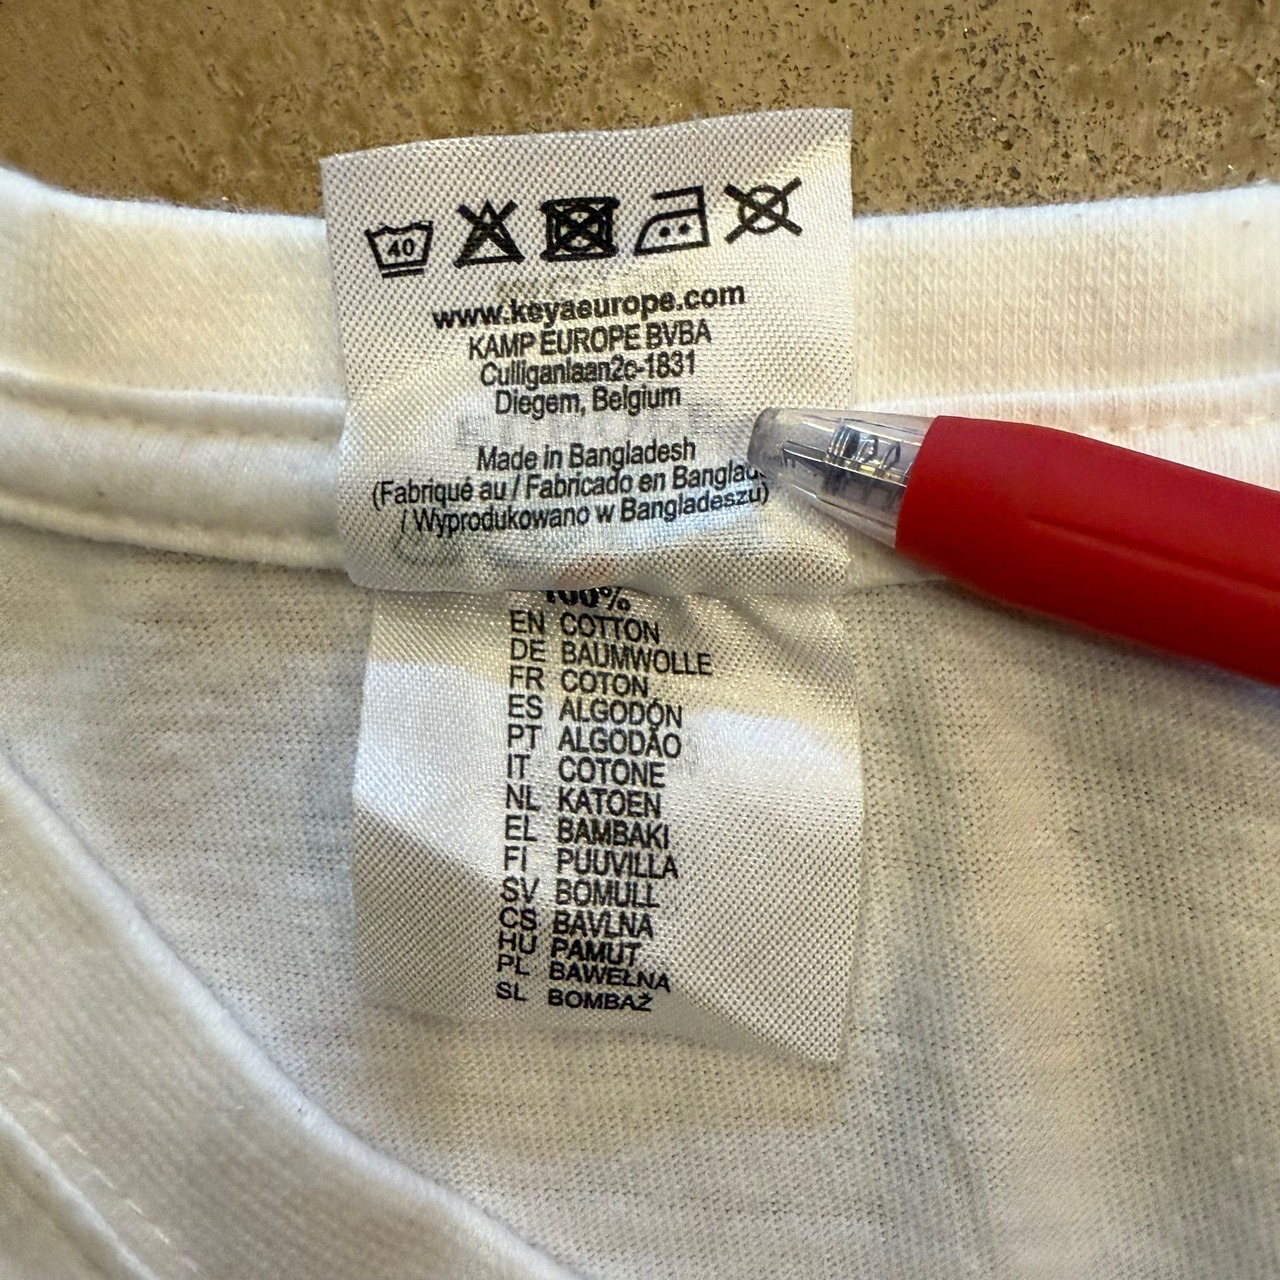 40
www.keyaeurope.com
KAMP EUROPE BVBA
Culliganlaan2c-1831
Diegem, Belgium
Made in Bangladesh
(Fabriqué au / Fabricado en
/ Wyprodukowano w Bangladeszu)
100%
EN COTTON
DE BAUMWOLLE
FR COTON
ES ALGODÓN
PT ALGODÃO
IT COTONE
NL KATOEN
EL BAMBAKI
FI PUUVILLA
SV BOMULL
CS BAVLNA
HU PAMUT
PL BAWEŁNA
SL BOMBAŽ